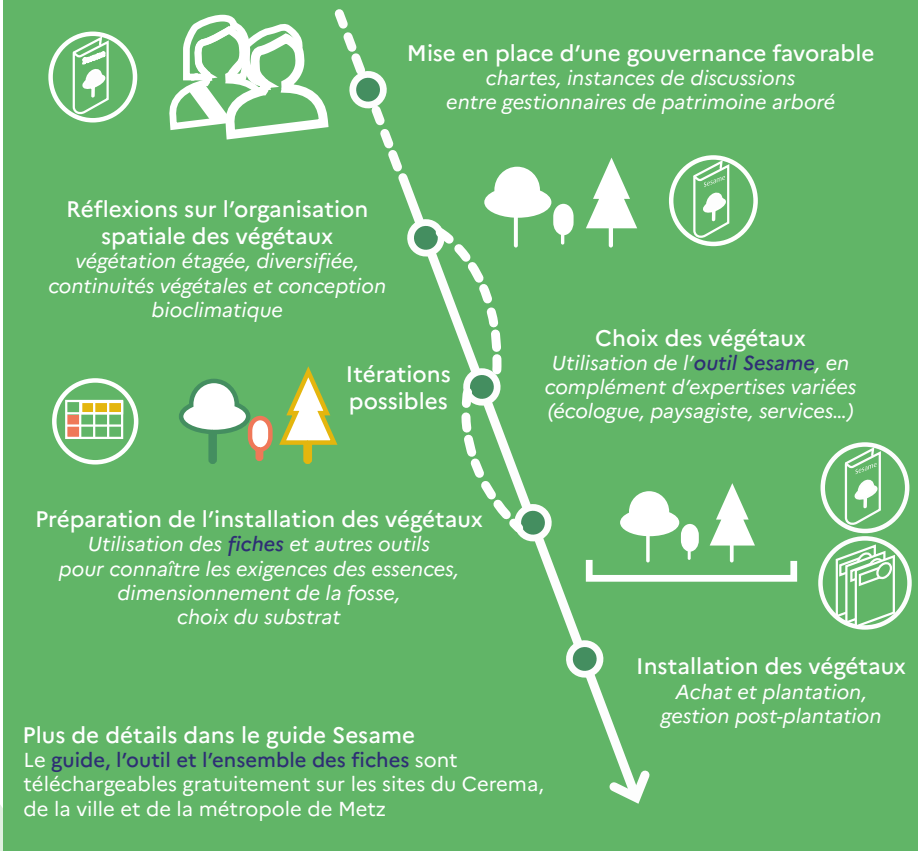 Mise en place d’une gouvernance favorable
chartes, instances de discussions
entre gestionnaires de patrimoine arboré
Réflexions sur l’organisation
spatiale des végétaux
végétation étagée, diversifiée,
continuités végétales et conception
bioclimatique
Sesame
Itérations
possibles
Choix des végétaux
Utilisation de l’outil Sesame, en
complément d’expertises variées
(écologue, paysagiste, services…)
Préparation de l’installation des végétaux
Utilisation des fiches et autres outils
pour connaître les exigences des essences,
dimensionnement de la fosse,
choix du substrat
Sesame
Installation des végétaux
Achat et plantation,
gestion post-plantation
Plus de détails dans le guide Sesame
Le guide, l’outil et l’ensemble des fiches sont
téléchargeables gratuitement sur les sites du Cerema,
de la ville et de la métropole de Metz